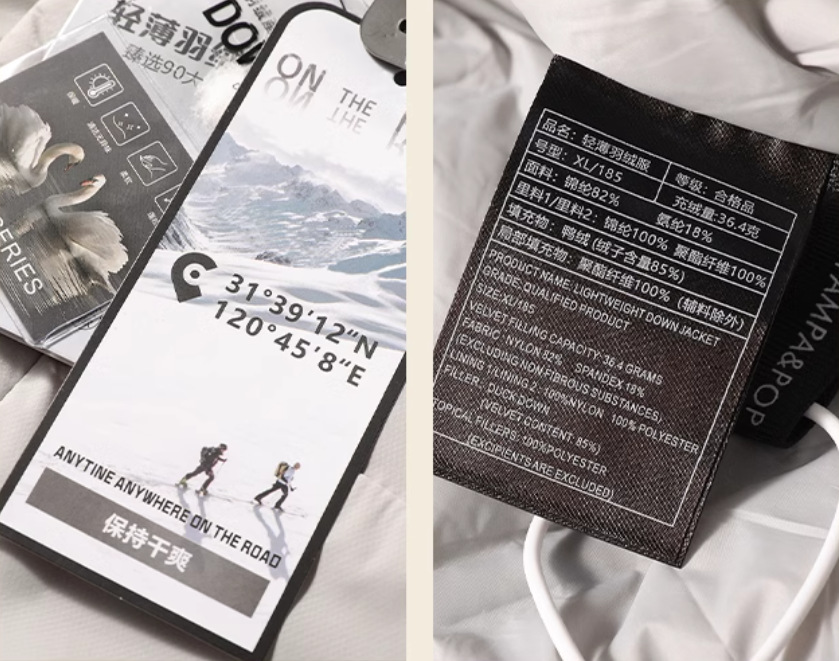 轻薄羽绒
DOW
臻选90大
保暖
柔软
ERIES
ON THE
ON THE
31°39′12″N
120°45′8″E
ANYTINE ANYWHERE ON THE ROAD
保持干爽
品名：轻薄羽绒服
等级：合格品
号型：XL/185
充绒量:36.4克
面料：锦纶82% 氨纶18%
里料1/里料2：锦纶100% 聚酯纤维100%
填充物：鸭绒(绒子含量85%)
局部填充物：聚酯纤维100%（辅料除外）
PRODUCT NAME: LIGHTWEIGHT DOWN JACKET
GRADE: QUALIFIED PRODUCT
SIZE:XL/185
VELVET FILLING CAPACITY: 36.4 GRAMS
FABRIC : NYLON 82% SPANDEX 18%
(EXCLUDING NON-FIBROUS SUBSTANCES),
LINING 1/LINING 2: 100%NYLON 100% POLYESTER
FILLER: DUCK DOWN
(VELVET CONTENT 85%)
TOPICAL FILLERS: 100%POLYESTER
(EXCIPIENTS ARE EXCLUDED)
AMPA&POP